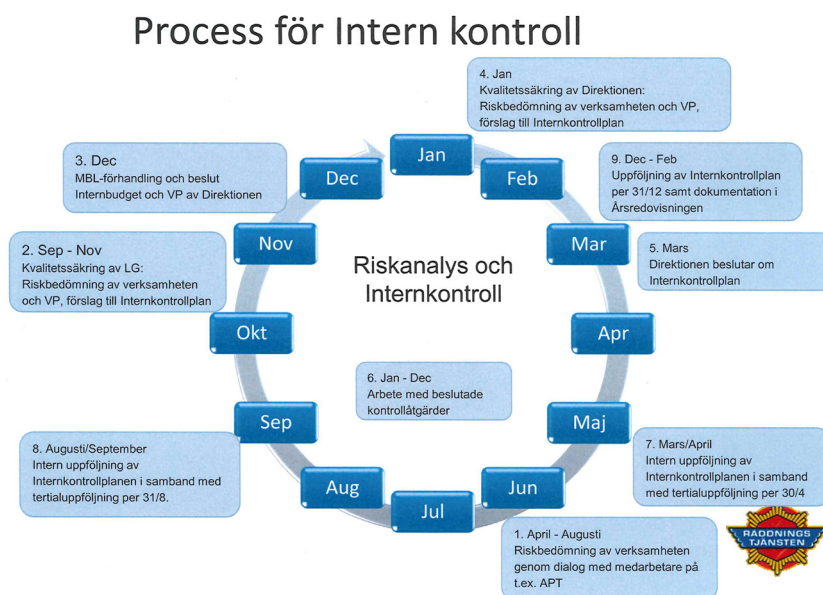 Process för Intern kontroll
4. Jan
Kvalitetssäkring av Direktionen:
Riskbedömning av verksamheten och VP,
förslag till Internkontrollplan
3. Dec
MBL-förhandling och beslut
Internbudget och VP av Direktionen
9. Dec - Feb
Uppföljning av Internkontrollplan
per 31/12 samt dokumentation i
Årsredovisningen
2. Sep - Nov
Kvalitetssäkring av LG:
Riskbedömning av verksamheten
och VP, förslag till Internkontrollplan
5. Mars
Direktionen beslutar om
Internkontrollplan
Jan
Feb
Mar
Apr
Maj
Jun
Jul
Aug
Sep
Okt
Nov
Dec
Riskanalys och
Internkontroll
6. Jan - Dec
Arbete med beslutade
kontrollåtgärder
8. Augusti/September
Intern uppföljning av
Internkontrollplanen i samband med
tertialuppföljning per 31/8.
7. Mars/April
Intern uppföljning av
Internkontrollplanen i samband
med tertialuppföljning per 30/4
1. April - Augusti
Riskbedömning av verksamheten
genom dialog med medarbetare på
t.ex. APT
RÄDDNINGS
TJÄNSTEN